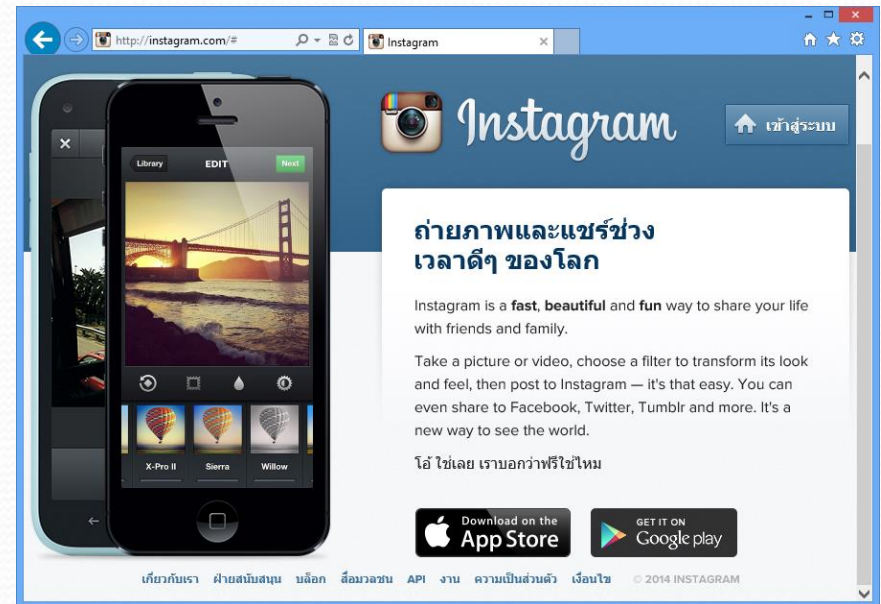 http://instagram.com/#
Instagram
Instagram
เข้าสู่ระบบ
Library
EDIT
Next
X-Pro II
Sierra
Willow
ถ่ายภาพและแชร์ช่วง
เวลาดีๆ ของโลก
Instagram is a fast, beautiful and fun way to share your life
with friends and family.
Take a picture or video, choose a filter to transform its look
and feel, then post to Instagram — it's that easy. You can
even share to Facebook, Twitter, Tumblr and more. It's a
new way to see the world.
โอ้ ใช่เลย เราบอกว่าฟรีใช่ไหม
Download on the
App Store
GET IT ON
Google play
เกี่ยวกับเรา ฝ่ายสนับสนุน บล็อก สื่อมวลชน API งาน ความเป็นส่วนตัว เงื่อนไข © 2014 INSTAGRAM